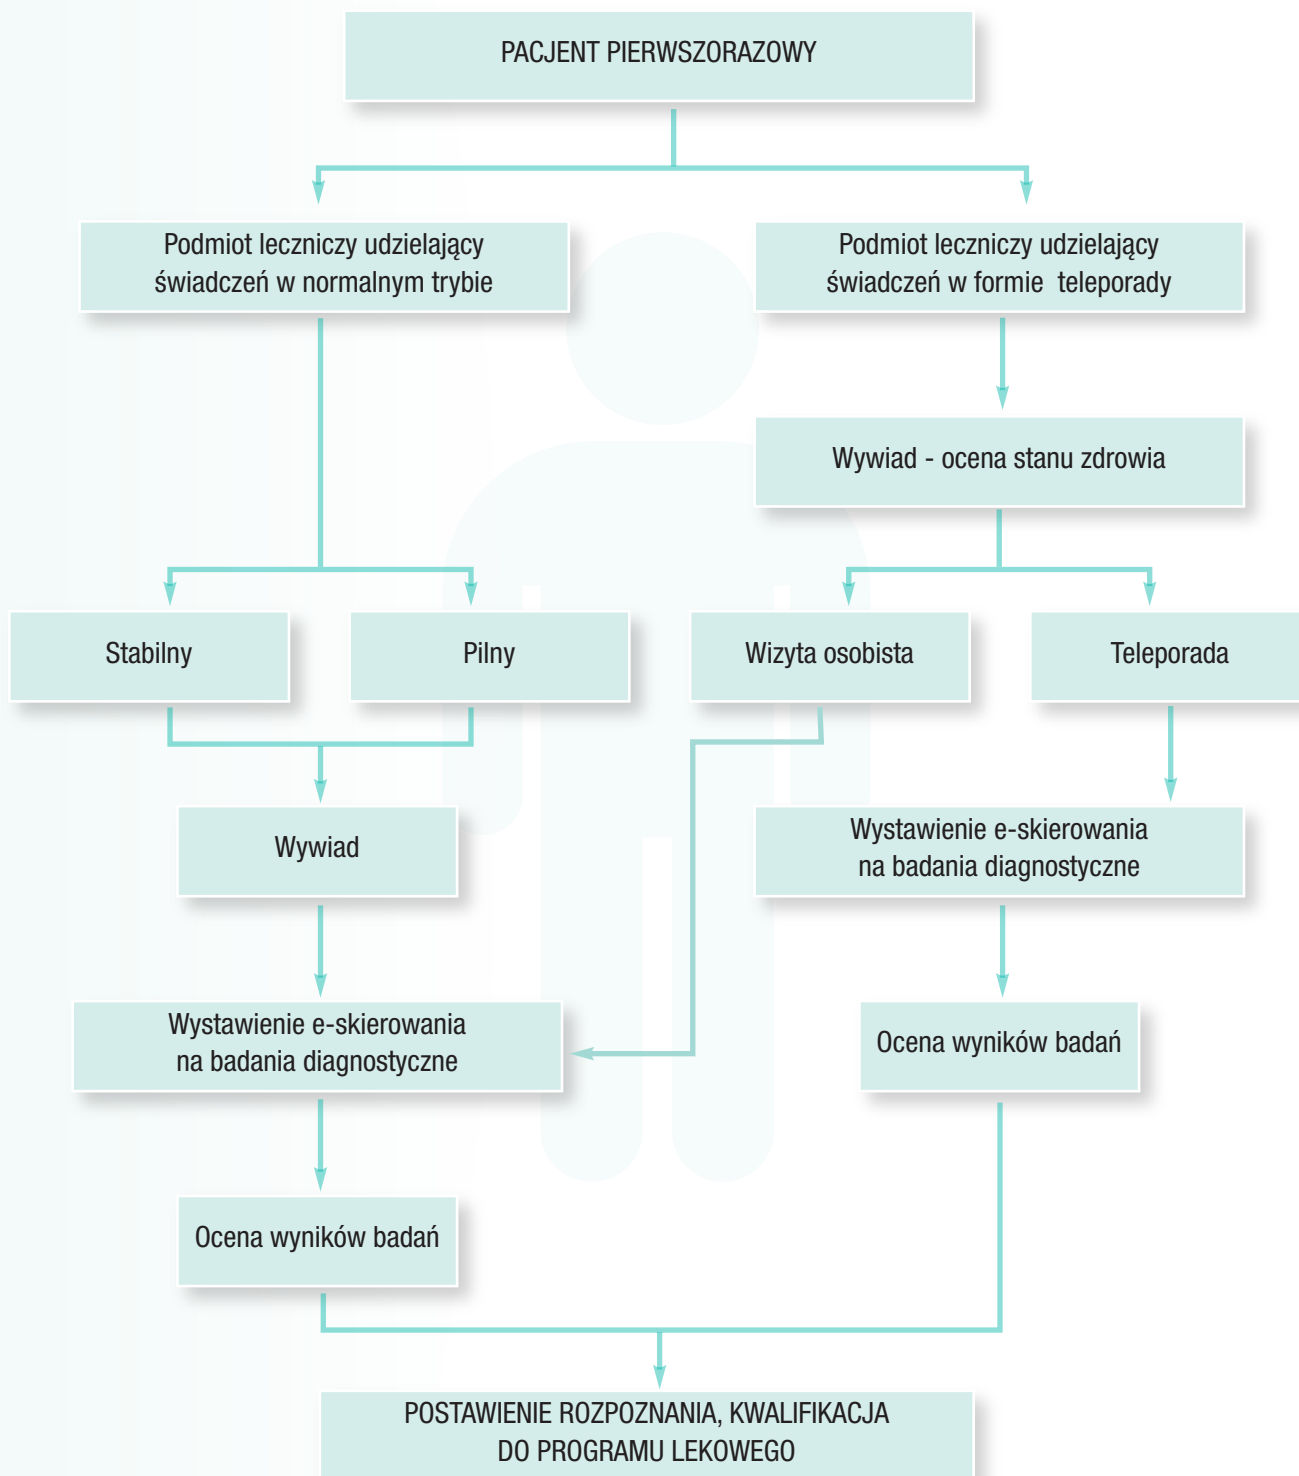 PACJENT PIERWSZORAZOWY
Podmiot leczniczy udzielający
świadczeń w normalnym trybie
Podmiot leczniczy udzielający
świadczeń w formie teleporady
Wywiad - ocena stanu zdrowia
Stabilny
Pilny
Wizyta osobista
Teleporada
Wywiad
Wystawienie e-skierowania
na badania diagnostyczne
Wystawienie e-skierowania
na badania diagnostyczne
Ocena wyników badań
Ocena wyników badań
POSTAWIENIE ROZPOZNANIA, KWALIFIKACJA
DO PROGRAMU LEKOWEGO